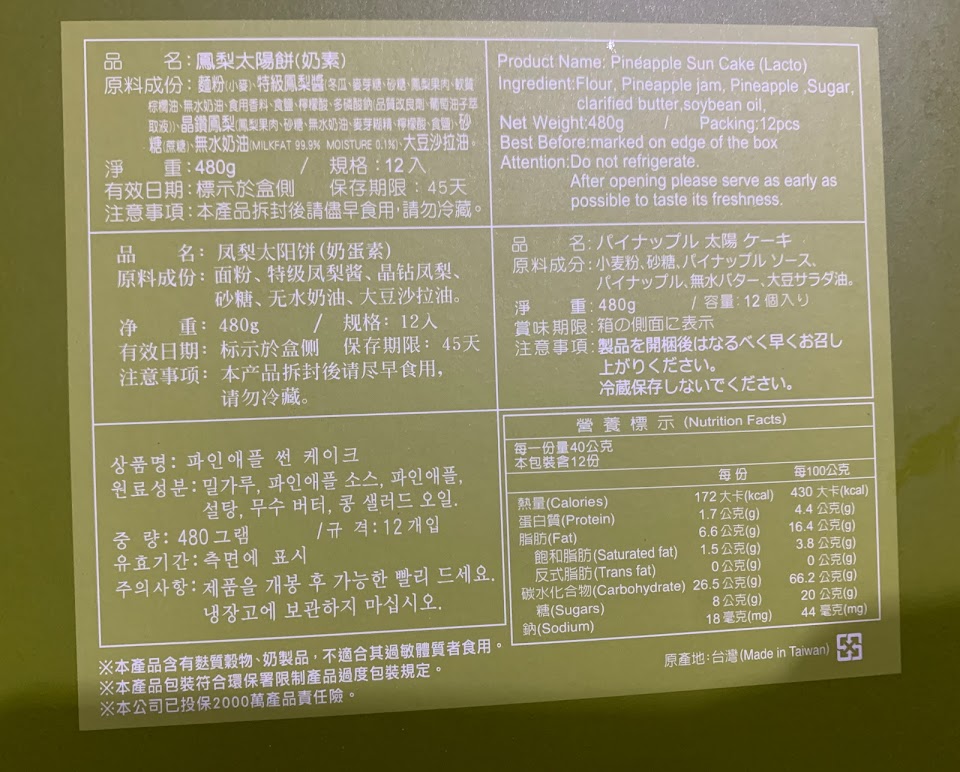 品　　名:鳳梨太陽餅(奶素)
原料成份:麵粉(小麥)、特級鳳梨醬(冬瓜、麥芽糖、砂糖、鳳梨果肉、軟質
棕櫚油、無水奶油、食用香料、食鹽、檸檬酸、多磷酸鈉(品質改良劑)、葡萄柚子萃
取液)、晶鑽鳳梨(鳳梨果肉、砂糖、無水奶油、麥芽糊精、檸檬酸、食鹽)、砂
糖(蔗糖)、無水奶油(MILKFAT 99.9% MOISTURE 0.1%)、大豆沙拉油。
淨　　重:480g / 規格:12入
有效日期:標示於盒側 保存期限:45天
注意事項:本產品拆封後請儘早食用,請勿冷藏。
Product Name: Pineapple Sun Cake (Lacto)
Ingredient:Flour, Pineapple jam, Pineapple ,Sugar,
clarified butter,soybean oil,
Net Weight:480g / Packing:12pcs
Best Before:marked on edge of the box
Attention:Do not refrigerate.
After opening please serve as early as
possible to taste its freshness.
品　　名: 凤梨太阳饼(奶蛋素)
原料成份: 面粉、特级凤梨酱、晶钻凤梨、
砂糖、无水奶油、大豆沙拉油。
净　　重: 480g / 规格: 12入
有效日期: 标示於盒侧 保存期限: 45天
注意事项: 本产品拆封後请尽早食用,
请勿冷藏。
品　　名:パイナップル 太陽 ケーキ
原料成分:小麦粉、砂糖、パイナップル ソース、
パイナップル、無水バター、大豆サラダ油。
淨　　重:480g / 容量:12個入り
賞味期限:箱の側面に表示
注意事項:製品を開梱後はなるべく早くお召し
上がりください。
冷蔵保存しないでください。
상품명: 파인애플 썬 케이크
원료성분: 밀가루, 파인애플 소스, 파인애플,
설탕, 무수 버터, 콩 샐러드 오일.
중 량: 480그램 /규 격:12개입
유효기간: 측면에 표시
주의사항: 제품을 개봉 후 가능한 빨리 드세요.
냉장고에 보관하지 마십시오.
營養標示 (Nutrition Facts)
每一份量40公克
本包裝含12份
每份 每100公克
熱量(Calories) 172 大卡(kcal) 430 大卡(kcal)
蛋白質(Protein) 1.7 公克(g) 4.4 公克(g)
脂肪(Fat) 6.6 公克(g) 16.4 公克(g)
飽和脂肪(Saturated fat) 1.5 公克(g) 3.8 公克(g)
反式脂肪(Trans fat) 0 公克(g) 0 公克(g)
碳水化合物(Carbohydrate) 26.5 公克(g) 66.2 公克(g)
糖(Sugars) 8 公克(g) 20 公克(g)
鈉(Sodium) 18 毫克(mg) 44 毫克(mg)
※本產品含有麩質穀物、奶製品,不適合其過敏體質者食用。
※本產品包裝符合環保署限制產品過度包裝規定。
※本公司已投保2000萬產品責任險。
原產地:台灣(Made in Taiwan)